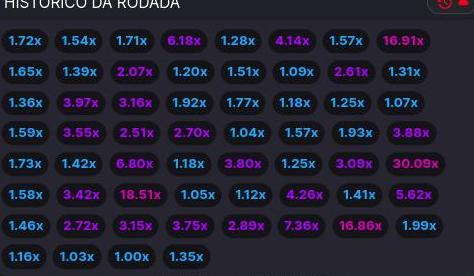 HISTÓRICO DA RODADA
1.72x 1.54x 1.71x 6.18x 1.28x 4.14x 1.57x 16.91x
1.65x 1.39x 2.07x 1.20x 1.51x 1.09x 2.61x 1.31x
1.36x 3.97x 3.16x 1.92x 1.77x 1.18x 1.25x 1.07x
1.59x 3.55x 2.51x 2.70x 1.04x 1.57x 1.93x 3.88x
1.73x 1.42x 6.80x 1.18x 3.80x 1.25x 3.09x 30.09x
1.58x 3.42x 18.51x 1.05x 1.12x 4.26x 1.41x 5.62x
1.46x 2.72x 3.15x 3.75x 2.89x 7.36x 16.86x 1.99x
1.16x 1.03x 1.00x 1.35x